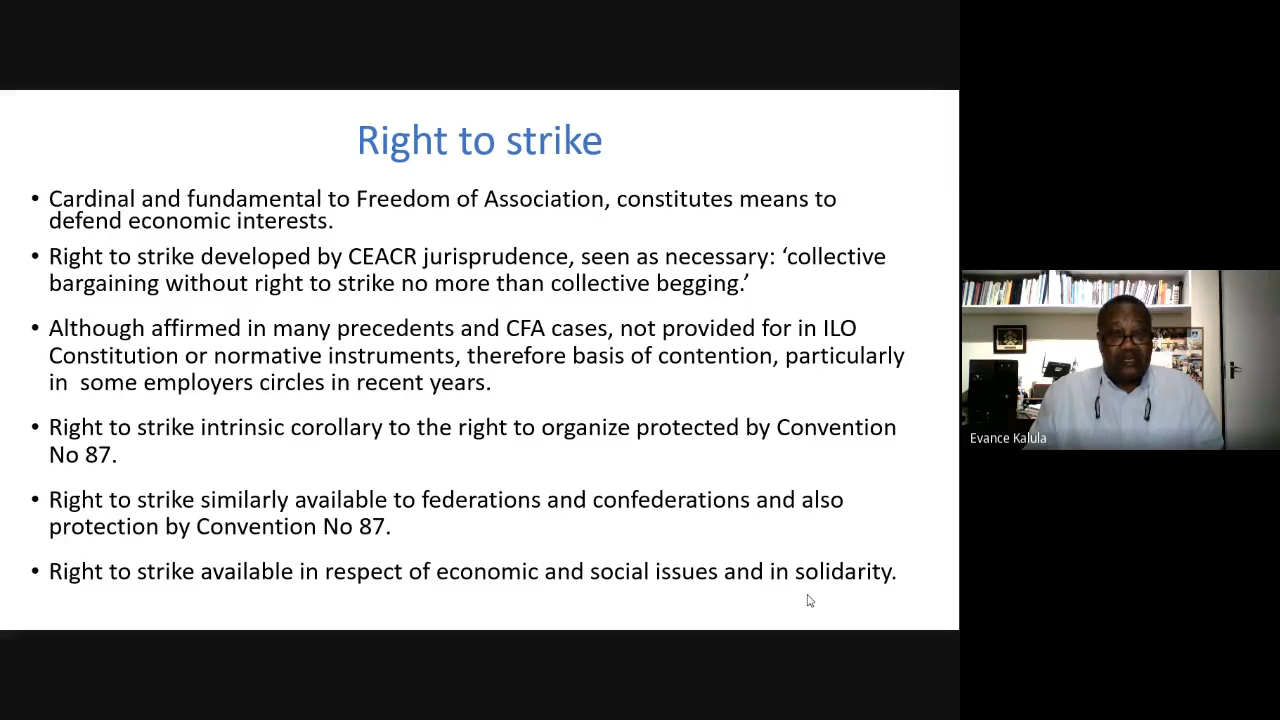 Right to strike
• Cardinal and fundamental to Freedom of Association, constitutes means to
defend economic interests.
• Right to strike developed by CEACR jurisprudence, seen as necessary: ‘collective
bargaining without right to strike no more than collective begging.’
• Although affirmed in many precedents and CFA cases, not provided for in ILO
Constitution or normative instruments, therefore basis of contention, particularly
in  some employers circles in recent years.
• Right to strike intrinsic corollary to the right to organize protected by Convention
No 87.
• Right to strike similarly available to federations and confederations and also
protection by Convention No 87.
• Right to strike available in respect of economic and social issues and in solidarity.
Evance Kalula